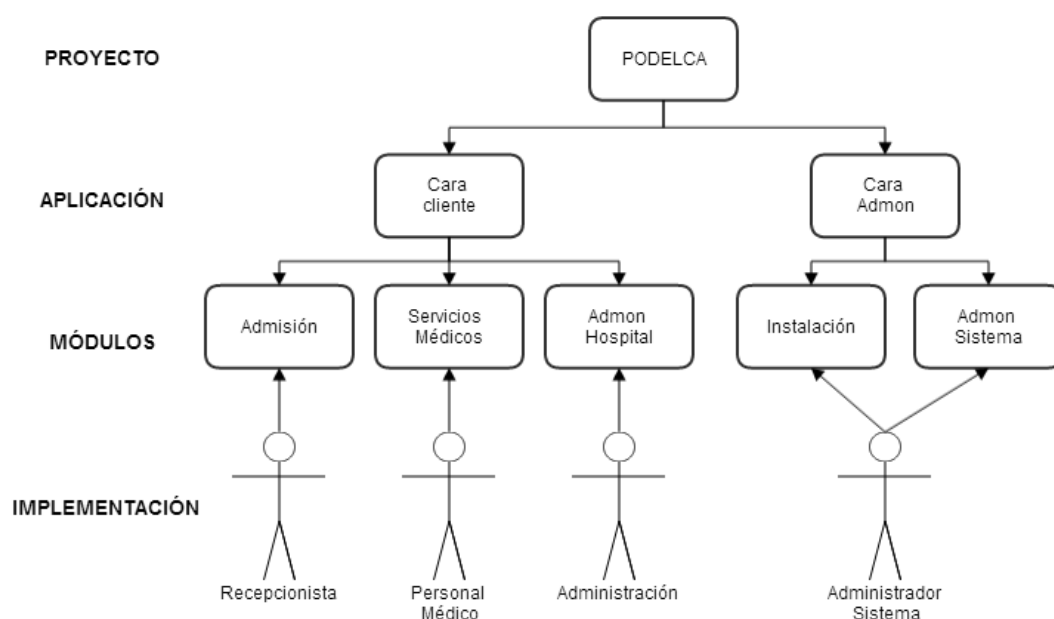 PROYECTO
PODELCA
APLICACIÓN
Cara
cliente
Cara
Admon
MÓDULOS
Admisión
Servicios
Médicos
Admon
Hospital
Instalación
Admon
Sistema
IMPLEMENTACIÓN
Recepcionista
Personal
Médico
Administración
Administrador
Sistema